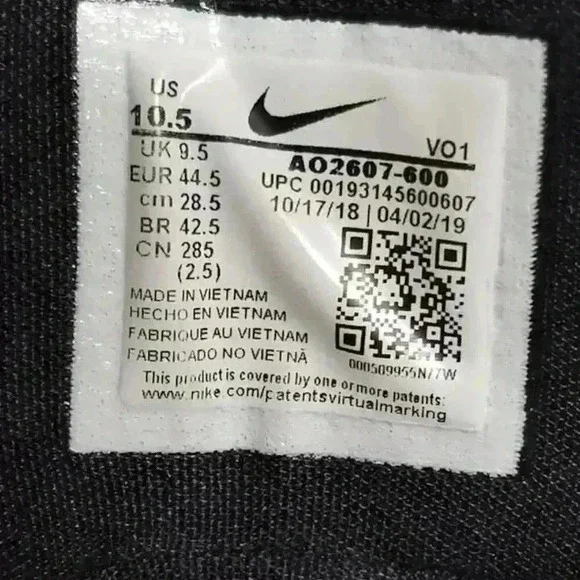 US
10.5
VO1
UK 9.5
EUR 44.5
cm 28.5
BR 42.5
CN 285
(2.5)
AO2607-600
UPC 00193145600607
10/17/18 | 04/02/19
MADE IN VIETNAM
HECHO EN VIETNAM
FABRIQUE AU VIETNAM
FABRICADO NO VIETNÃ
000509955N77W
This product is covered by one or more patents:
www.nike.com/patentsvirtualmarking